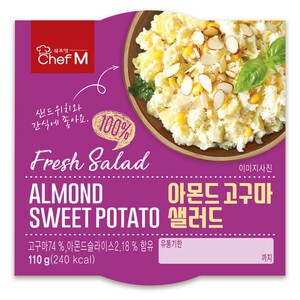 쉐프엠
Chef M
샌드위치와
간식에 좋아요.
100%
Fresh Salad
이미지사진
ALMOND
SWEET POTATO
아몬드 고구마
샐러드
고구마74 %,아몬드슬라이스2,18 % 함유
110 g (240 kcal)
유통기한
까지